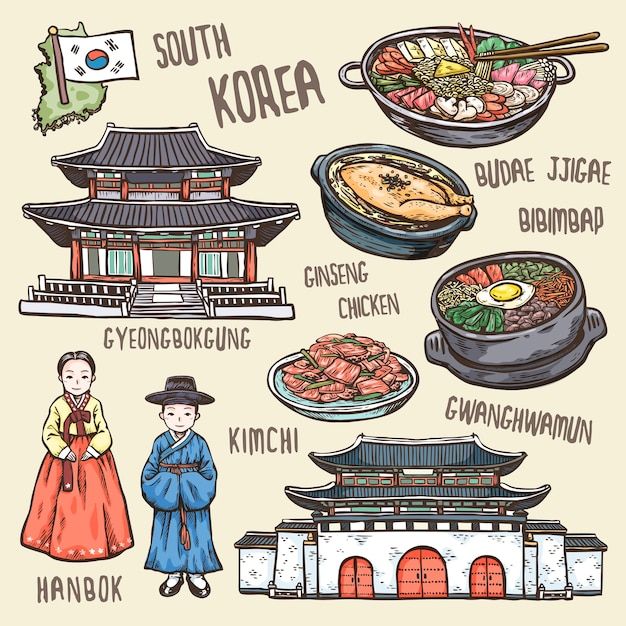 SOUTH
KOREA
BUDAE JJIGAE
BIBIMBAP
GINSENG
CHICKEN
GYEONGBOKGUNG
GWANGHWAMUN
KIMCHI
HANBOK